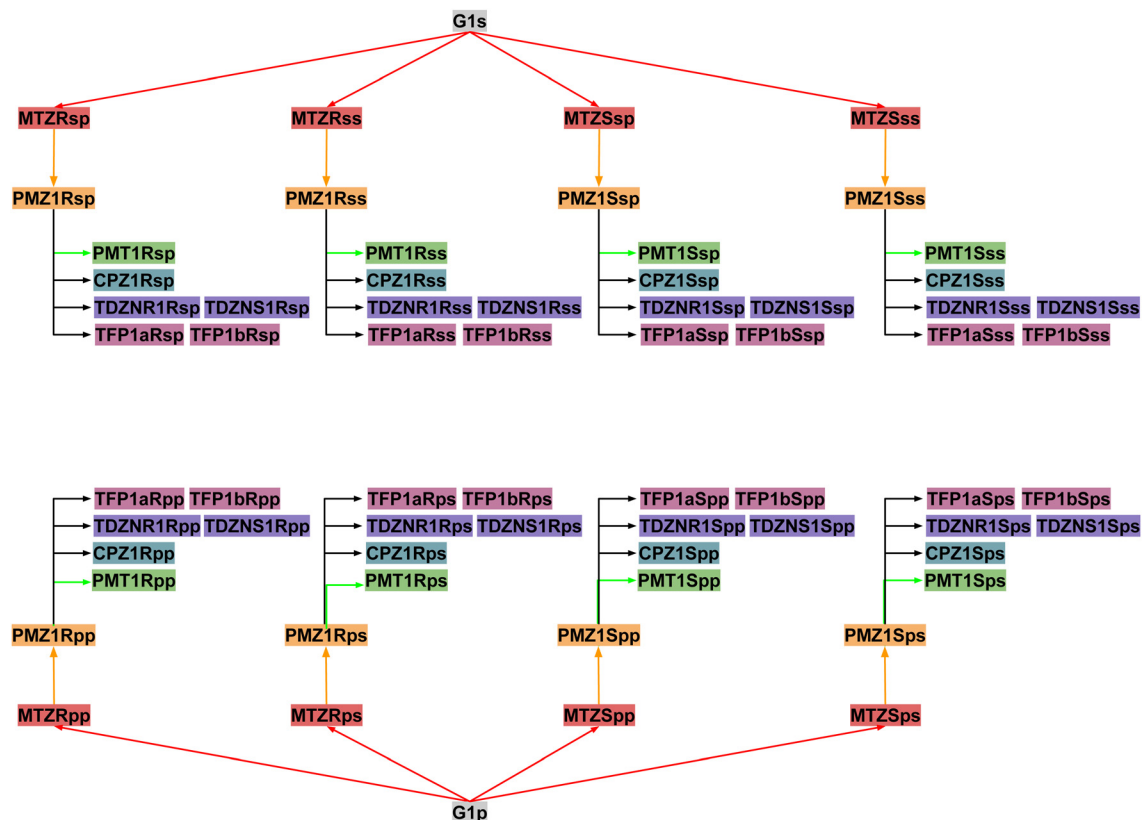 G1s
MTZRsp MTZRss MTZSsp MTZSss
PMZ1Rsp PMZ1Rss PMZ1Ssp PMZ1Sss
PMT1Rsp PMT1Rss PMT1Ssp PMT1Sss
CPZ1Rsp CPZ1Rss CPZ1Ssp CPZ1Sss
TDZNR1Rsp TDZNS1Rsp TDZNR1Rss TDZNS1Rss TDZNR1Ssp TDZNS1Ssp TDZNR1Sss TDZNS1Sss
TFP1aRsp TFP1bRsp TFP1aRss TFP1bRss TFP1aSsp TFP1bSsp TFP1aSss TFP1bSss
TFP1aRpp TFP1bRpp TFP1aRps TFP1bRps TFP1aSpp TFP1bSpp TFP1aSps TFP1bSps
TDZNR1Rpp TDZNS1Rpp TDZNR1Rps TDZNS1Rps TDZNR1Spp TDZNS1Spp TDZNR1Sps TDZNS1Sps
CPZ1Rpp CPZ1Rps CPZ1Spp CPZ1Sps
PMT1Rpp PMT1Rps PMT1Spp PMT1Sps
PMZ1Rpp PMZ1Rps PMZ1Spp PMZ1Sps
MTZRpp MTZRps MTZSpp MTZSps
G1p